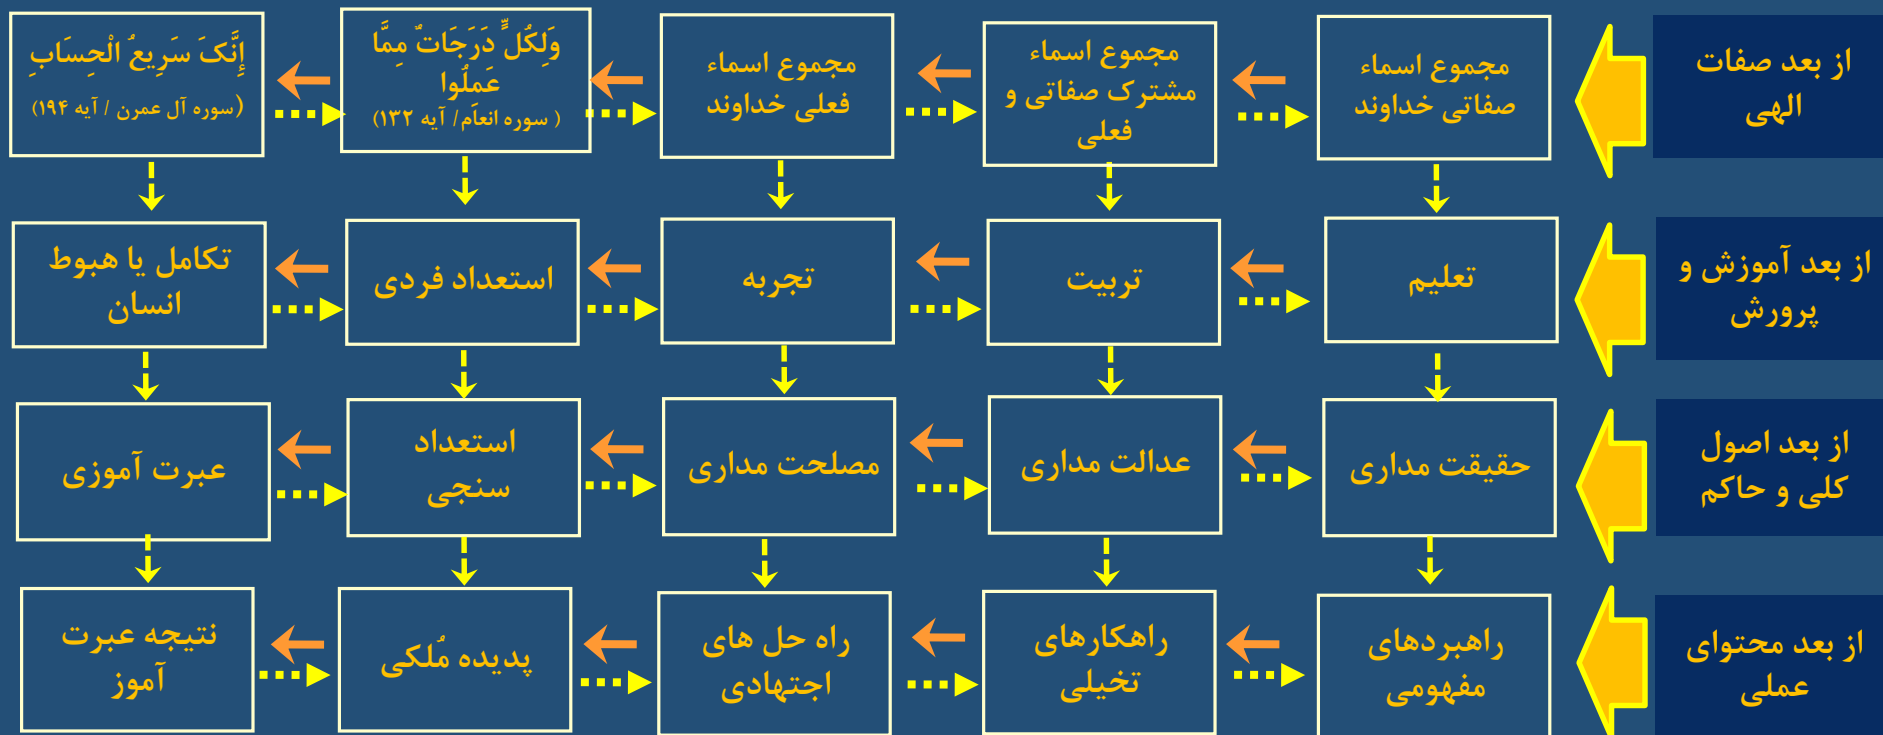 از بعد صفات
الهی
مجموع اسماء
صفاتی خداوند
مجموع اسماء
مشترک صفاتی و
فعلی
مجموع اسماء
فعلی خداوند
وَلِکُلٍّ دَرَجَاتٌ مِمَّا
عَمِلُوا
( سوره انعام/ آیه ۱۳۲)
إِنَّکَ سَرِیعُ الْحِسَابِ
(سوره آل عمرن / آیه ۱۹۴)
از بعد آموزش و
پرورش
تعلیم
تربیت
تجربه
استعداد فردی
تکامل یا هبوط
انسان
از بعد اصول
کلی و حاکم
حقیقت مداری
عدالت مداری
مصلحت مداری
استعداد
سنجی
عبرت آموزی
از بعد محتوای
عملی
راهبردهای
مفهومی
راهکارهای
تخیلی
راه حل های
اجتهادی
پدیده مُلکی
نتیجه عبرت
آموز